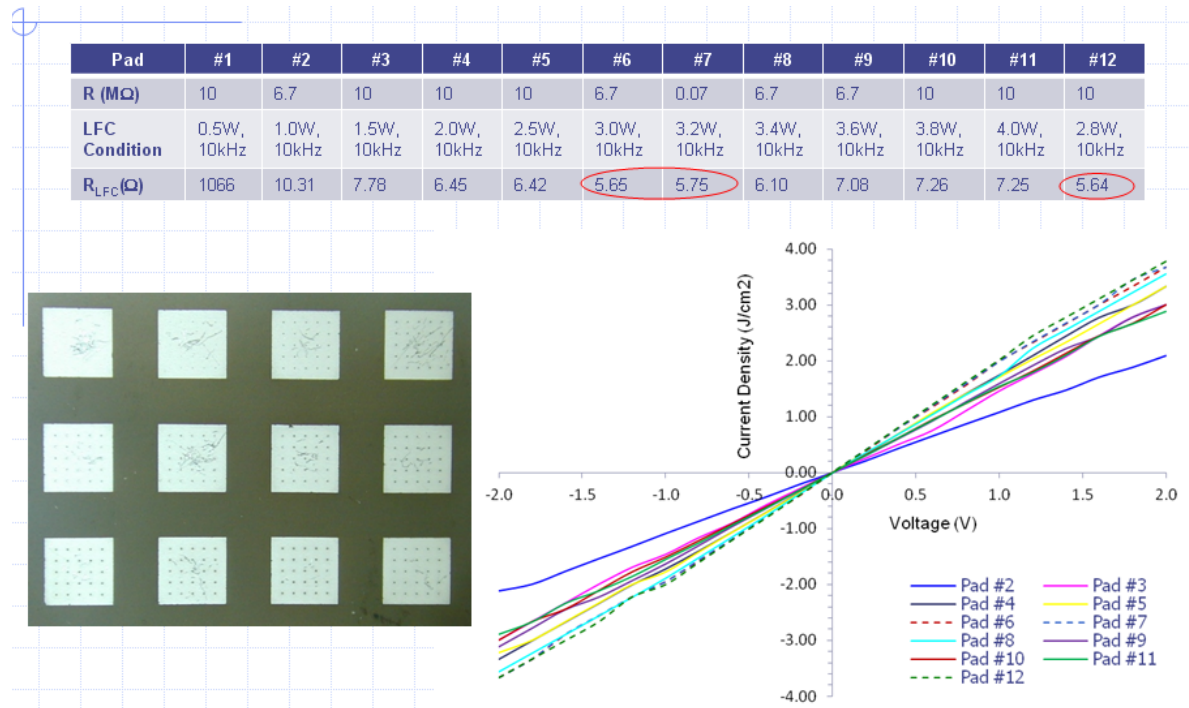 Pad #1 #2 #3 #4 #5 #6 #7 #8 #9 #10 #11 #12
R (MΩ) 10 6.7 10 10 10 6.7 0.07 6.7 6.7 10 10 10
LFC 0.5W, 1.0W, 1.5W, 2.0W, 2.5W, 3.0W, 3.2W, 3.4W, 3.6W, 3.8W, 4.0W, 2.8W,
Condition 10kHz 10kHz 10kHz 10kHz 10kHz 10kHz 10kHz 10kHz 10kHz 10kHz 10kHz 10kHz
RLFC(Ω) 1066 10.31 7.78 6.45 6.42 5.65 5.75 6.10 7.08 7.26 7.25 5.64
4.00
3.00
2.00
1.00
0.00
-1.00
-2.00
-3.00
-4.00
Current Density (J/cm2)
-2.0 -1.5 -1.0 -0.5 0.0 0.5 1.0 1.5 2.0
Voltage (V)
Pad #2 Pad #3
Pad #4 Pad #5
Pad #6 Pad #7
Pad #8 Pad #9
Pad #10 Pad #11
Pad #12